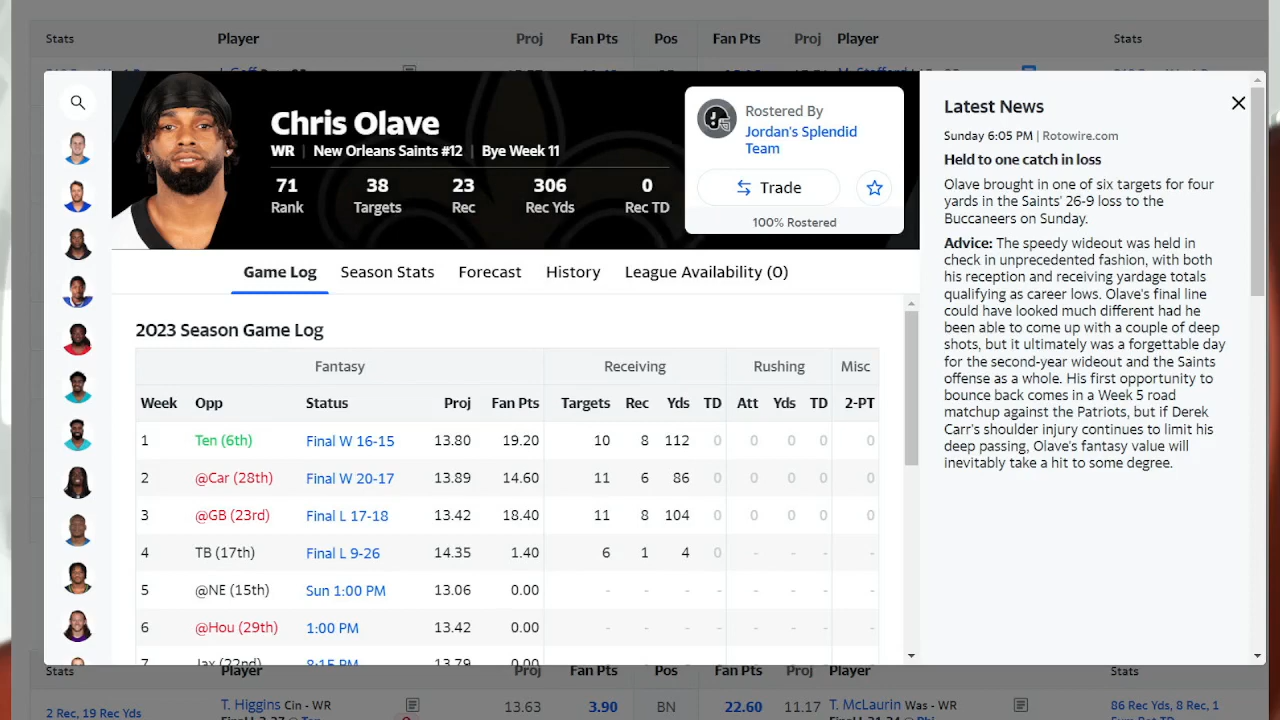 Stats Player Proj Fan Pts Pos Fan Pts Proj Player Stats
Chris Olave
WR | New Orleans Saints #12 | Bye Week 11
71 38 23 306 0
Rank Targets Rec Rec Yds Rec TD
Rostered By
Jordan's Splendid
Team
Trade
100% Rostered
Game Log Season Stats Forecast History League Availability (0)
2023 Season Game Log
Fantasy Receiving Rushing Misc
Week Opp Status Proj Fan Pts Targets Rec Yds TD Att Yds TD 2-PT
1 Ten (6th) Final W 16-15 13.80 19.20 10 8 112 0 0 0 0 0
2 @Car (28th) Final W 20-17 13.89 14.60 11 6 86 0 0 0 0 0
3 @GB (23rd) Final L 17-18 13.42 18.40 11 8 104 0 0 0 0 0
4 TB (17th) Final L 9-26 14.35 1.40 6 1 4 0 - - - -
5 @NE (15th) Sun 1:00 PM 13.06 0.00 - - - - - - - -
6 @Hou (29th) 1:00 PM 13.42 0.00 - - - - - - - -
7 Jax (22nd) 8:15 PM 13.79 0.00
Latest News
Sunday 6:05 PM | Rotowire.com
Held to one catch in loss
Olave brought in one of six targets for four
yards in the Saints' 26-9 loss to the
Buccaneers on Sunday.
Advice: The speedy wideout was held in
check in unprecedented fashion, with both
his reception and receiving yardage totals
qualifying as career lows. Olave's final line
could have looked much different had he
been able to come up with a couple of deep
shots, but it ultimately was a forgettable day
for the second-year wideout and the Saints
offense as a whole. His first opportunity to
bounce back comes in a Week 5 road
matchup against the Patriots, but if Derek
Carr's shoulder injury continues to limit his
deep passing, Olave's fantasy value will
inevitably take a hit to some degree.
Stats Player Proj Fan Pts Pos Fan Pts Proj Player Stats
2 Rec, 19 Rec Yds T. Higgins Cin - WR 13.63 3.90 BN 22.60 11.17 T. McLaurin Was - WR 86 Rec Yds, 8 Rec, 1